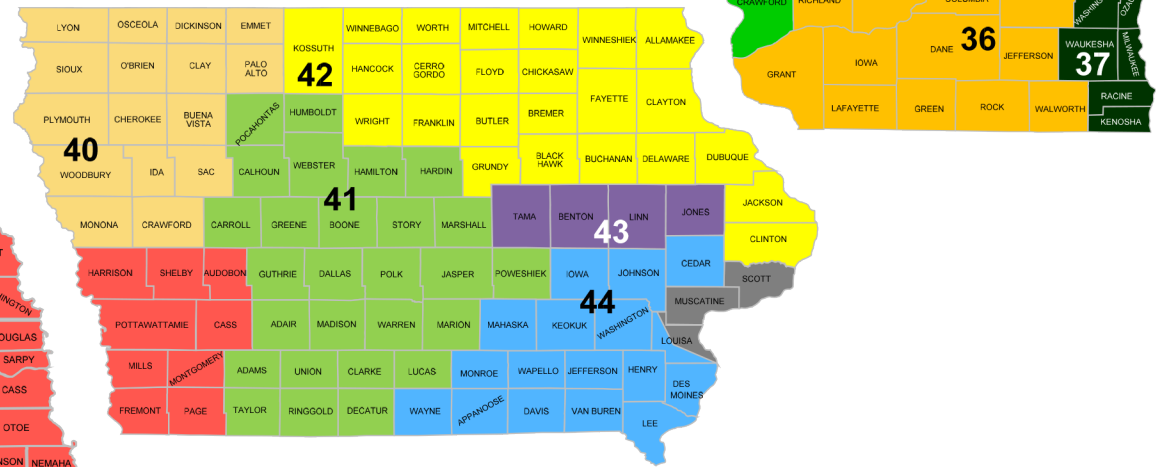 CRAWFORD
RICHLAND
COLUMBIA
OSCEOLA
DICKINSON
EMMET
LYON
WINNEBAGO
WORTH
MITCHELL
HOWARD
WINNESHIEK
ALLAMAKEE
KOSSUTH
42
DANE
36
JEFFERSON
WAUKESHA
37
MILWAUKEE
SIOUX
O'BRIEN
CLAY
PALO
ALTO
HANCOCK
CERRO
GORDO
FLOYD
CHICKASAW
GRANT
IOWA
FAYETTE
CLAYTON
RACINE
LAFAYETTE
GREEN
ROCK
WALWORTH
KENOSHA
PLYMOUTH
CHEROKEE
BUENA
VISTA
POCAHONTAS
HUMBOLDT
WRIGHT
FRANKLIN
BUTLER
BREMER
40
WOODBURY
IDA
SAC
CALHOUN
WEBSTER
HAMILTON
HARDIN
GRUNDY
BLACK
HAWK
BUCHANAN
DELAWARE
DUBUQUE
41
JACKSON
MONONA
CRAWFORD
CARROLL
GREENE
BOONE
STORY
MARSHALL
TAMA
BENTON
LINN
JONES
43
CLINTON
HARRISON
SHELBY
AUDOBON
GUTHRIE
DALLAS
POLK
JASPER
POWESHIEK
IOWA
JOHNSON
CEDAR
SCOTT
44
MUSCATINE
INGTON
POTTAWATTAMIE
CASS
ADAIR
MADISON
WARREN
MARION
MAHASKA
KEOKUK
WASHINGTON
LOUISA
OUGLAS
SARPY
MILLS
MONTGOMERY
ADAMS
UNION
CLARKE
LUCAS
MONROE
WAPELLO
JEFFERSON
HENRY
DES
MOINES
CASS
FREMONT
PAGE
TAYLOR
RINGGOLD
DECATUR
WAYNE
APPANOOSE
DAVIS
VAN BUREN
LEE
OTOE
NSON
NEMAHA